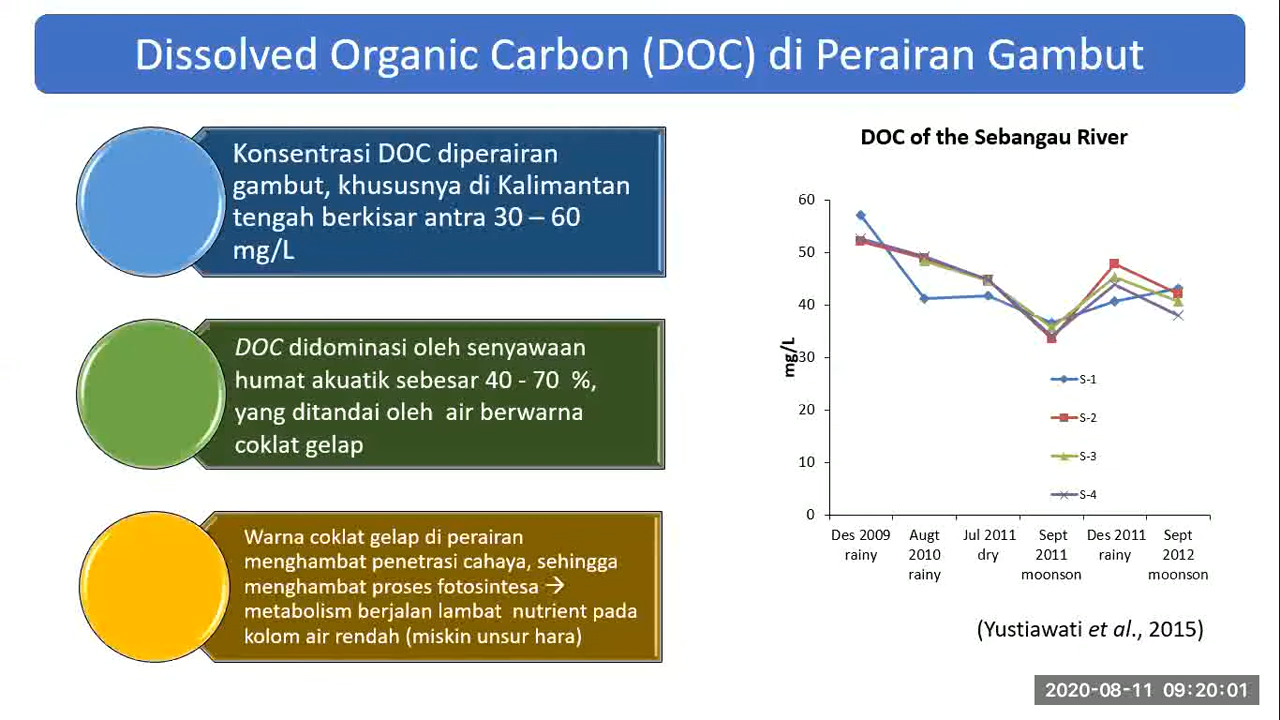 Dissolved Organic Carbon (DOC) di Perairan Gambut
Konsentrasi DOC diperairan
gambut, khususnya di Kalimantan
tengah berkisar antra 30 – 60
mg/L
DOC didominasi oleh senyawaan
humat akuatik sebesar 40 - 70 %,
yang ditandai oleh air berwarna
coklat gelap
Warna coklat gelap di perairan
menghambat penetrasi cahaya, sehingga
menghambat proses fotosintesa →
metabolism berjalan lambat nutrient pada
kolom air rendah (miskin unsur hara)
DOC of the Sebangau River
60
50
40
30
20
10
0
mg/L
S-1
S-2
S-3
S-4
Des 2009 rainy
Augt 2010 rainy
Jul 2011 dry
Sept 2011 moonson
Des 2011 rainy
Sept 2012 moonson
(Yustiawati et al., 2015)
2020-08-11 09:20:01